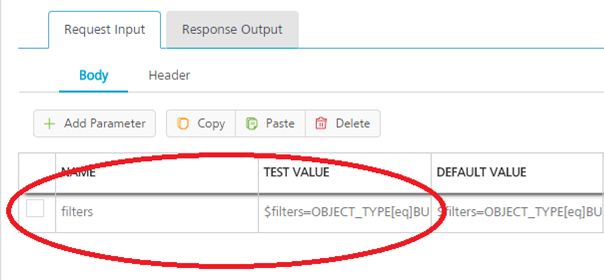 Request Input Response Output
Body Header
+ Add Parameter Copy Paste Delete
NAME TEST VALUE DEFAULT VALUE
filters $filters=OBJECT_TYPE[eq]BU $filters=OBJECT_TYPE[eq]BU